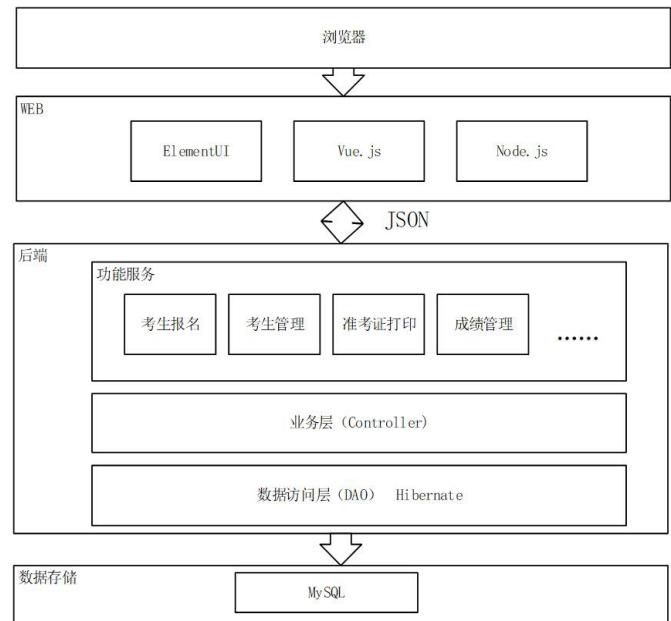 浏览器
WEB
ElementUI
Vue.js
Node.js
JSON
后端
功能服务
考生报名
考生管理
准考证打印
成绩管理
……
业务层（Controller)
数据访问层（DAO） Hibernate
数据存储
MySQL